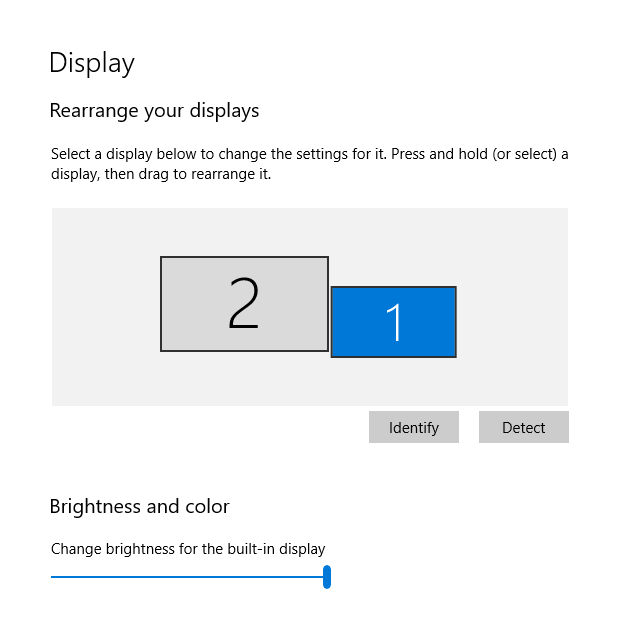 Display
Rearrange your displays
Select a display below to change the settings for it. Press and hold (or select) a
display, then drag to rearrange it.
2
1
Identify
Detect
Brightness and color
Change brightness for the built-in display